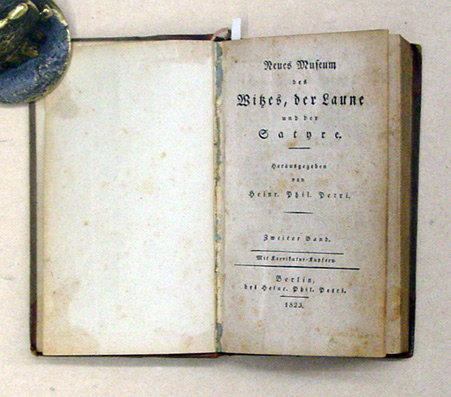 Neues Museum
des
Witzes, der Laune
und der
Satyre.
Herausgegeben
von
Heinr. Phil. Petri.
Zweiter Band.
Mit Karrikatur-Kupfern.
Berlin,
bei Heinr. Phil. Petri.
1825.